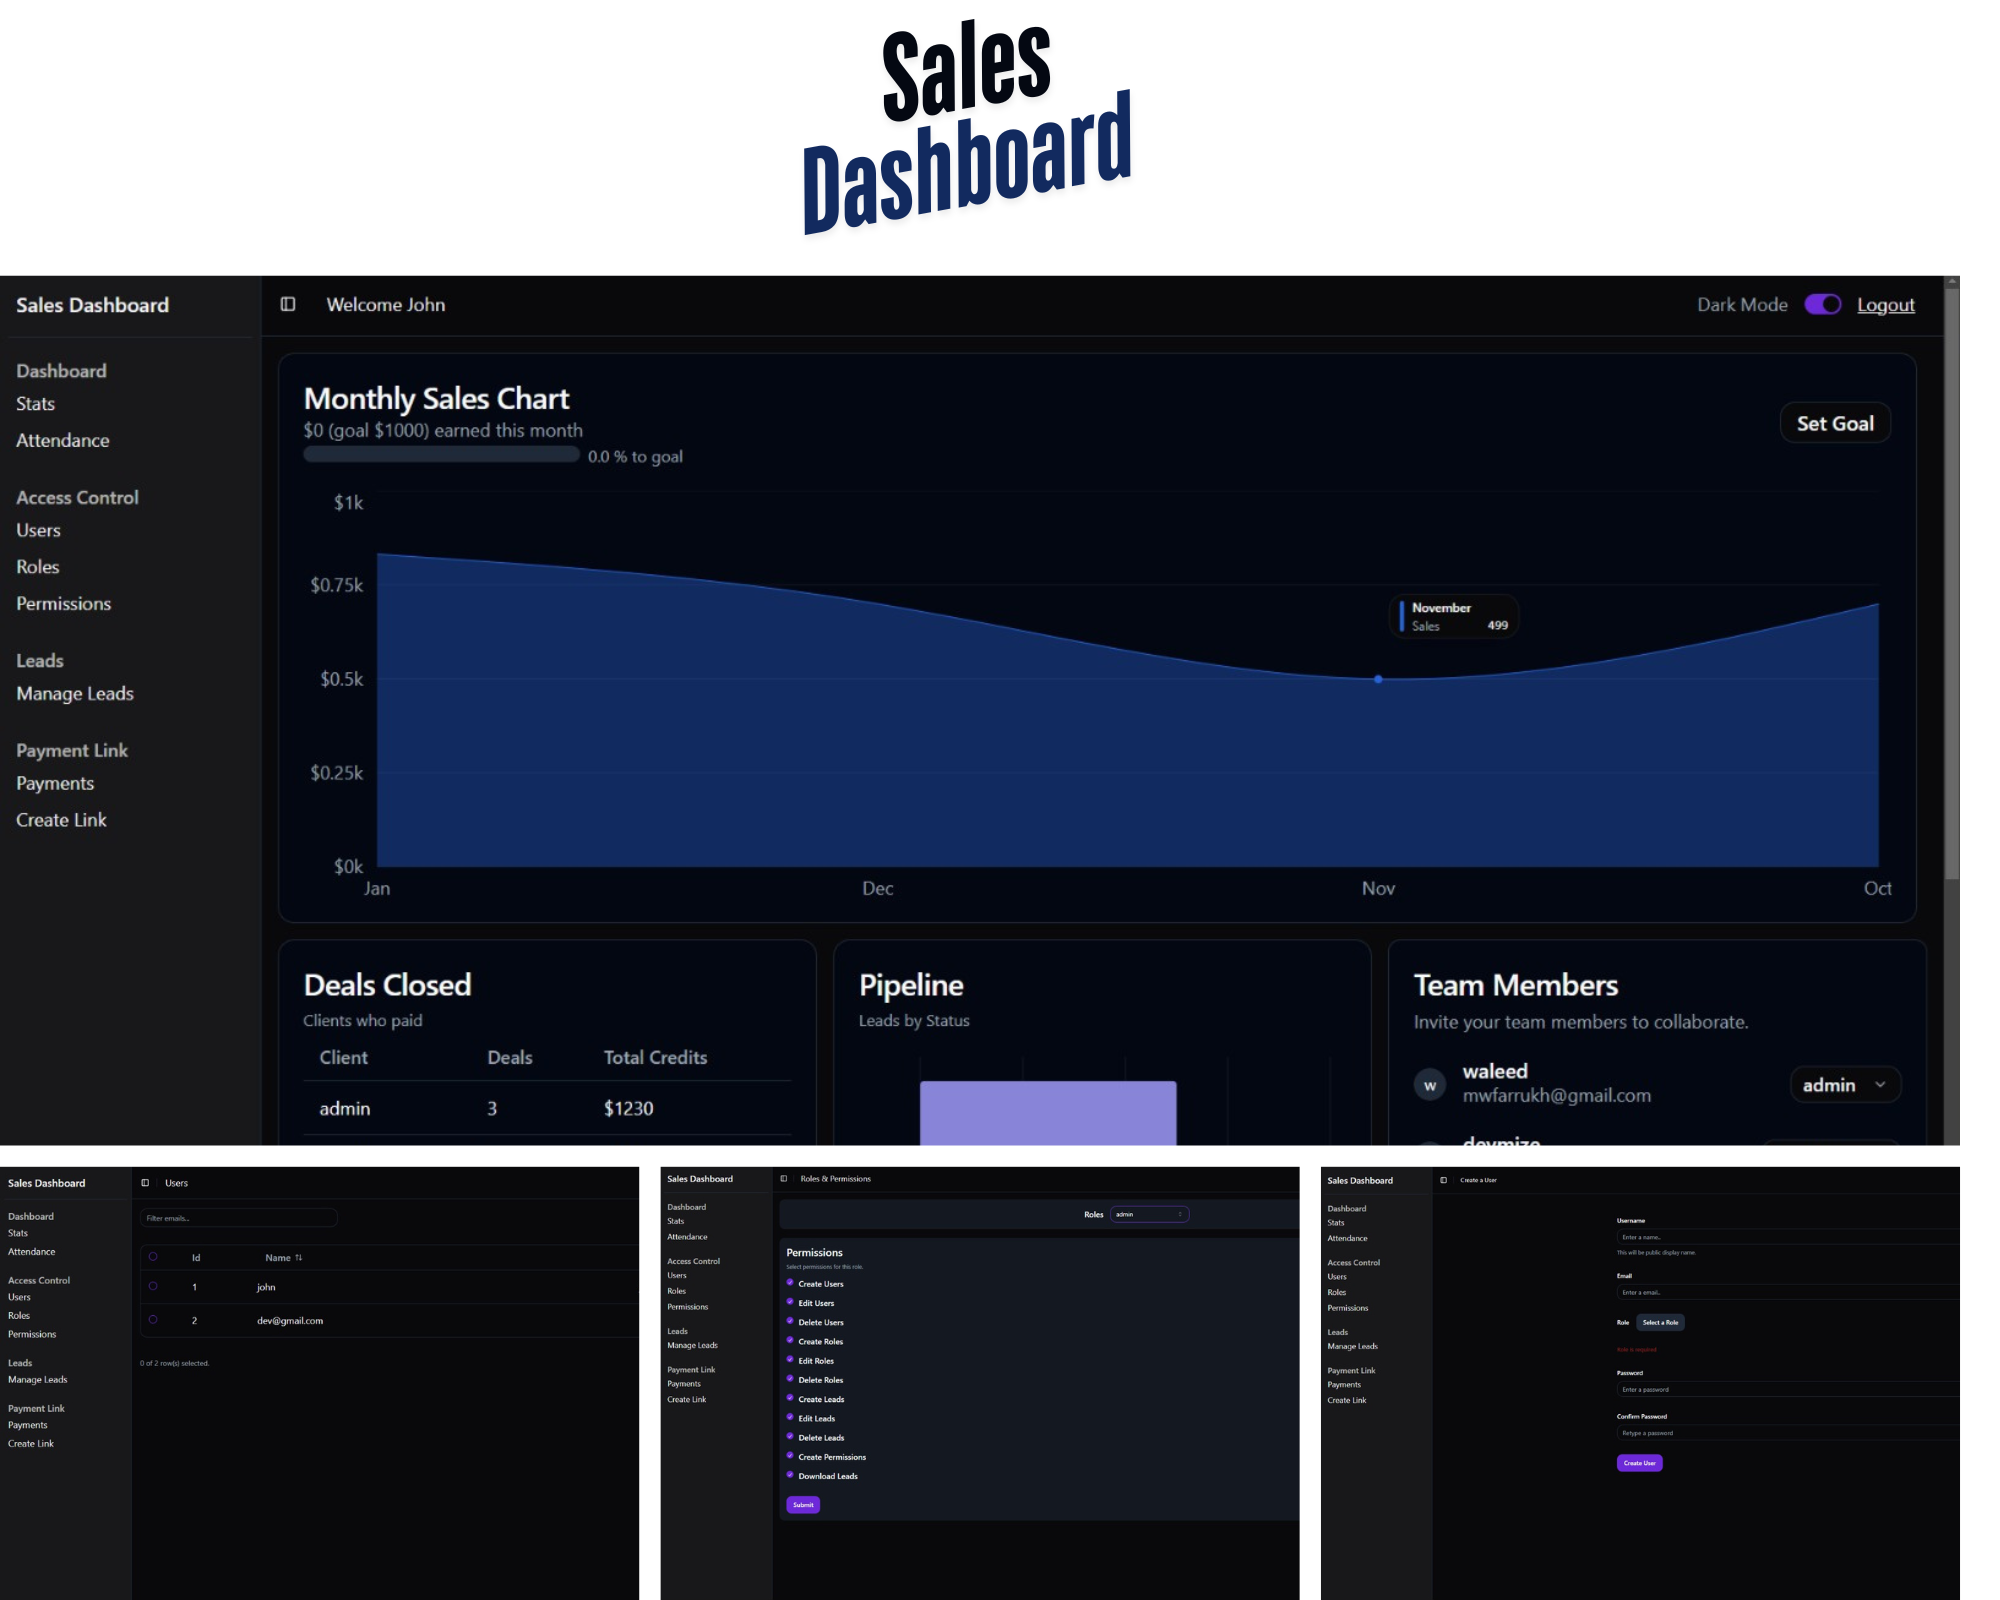 Sales
Dashboard
Sales Dashboard
Welcome John
Dark Mode
Logout
Dashboard
Stats
Attendance
Access Control
Users
Roles
Permissions
Leads
Manage Leads
Payment Link
Payments
Create Link
Monthly Sales Chart
$0 (goal $1000) earned this month
0.0 % to goal
Set Goal
$1k
$0.75k
$0.5k
$0.25k
$0k
November
Sales 499
Jan Dec Nov Oct
Deals Closed
Clients who paid
Client Deals Total Credits
admin 3 $1230
Pipeline
Leads by Status
Team Members
Invite your team members to collaborate.
w
waleed
mwfarrukh@gmail.com
admin
devmize
Sales Dashboard
Dashboard
Stats
Attendance
Access Control
Users
Roles
Permissions
Leads
Manage Leads
Payment Link
Payments
Create Link
Users
Filter emails...
Id Name
1 john
2 dev@gmail.com
0 of 2 row(s) selected.
Sales Dashboard
Dashboard
Stats
Attendance
Access Control
Users
Roles
Permissions
Leads
Manage Leads
Payment Link
Payments
Create Link
Roles & Permissions
Roles admin
Permissions
Select permissions for this role.
Create Users
Edit Users
Delete Users
Create Roles
Edit Roles
Delete Roles
Create Leads
Edit Leads
Delete Leads
Create Permissions
Download Leads
Submit
Sales Dashboard
Dashboard
Stats
Attendance
Access Control
Users
Roles
Permissions
Leads
Manage Leads
Payment Link
Payments
Create Link
Create a User
Username
Enter a name..
This will be public display name.
Email
Enter a email..
Role Select a Role
Role is required
Password
Enter a password
Confirm Password
Retype a password
Create User